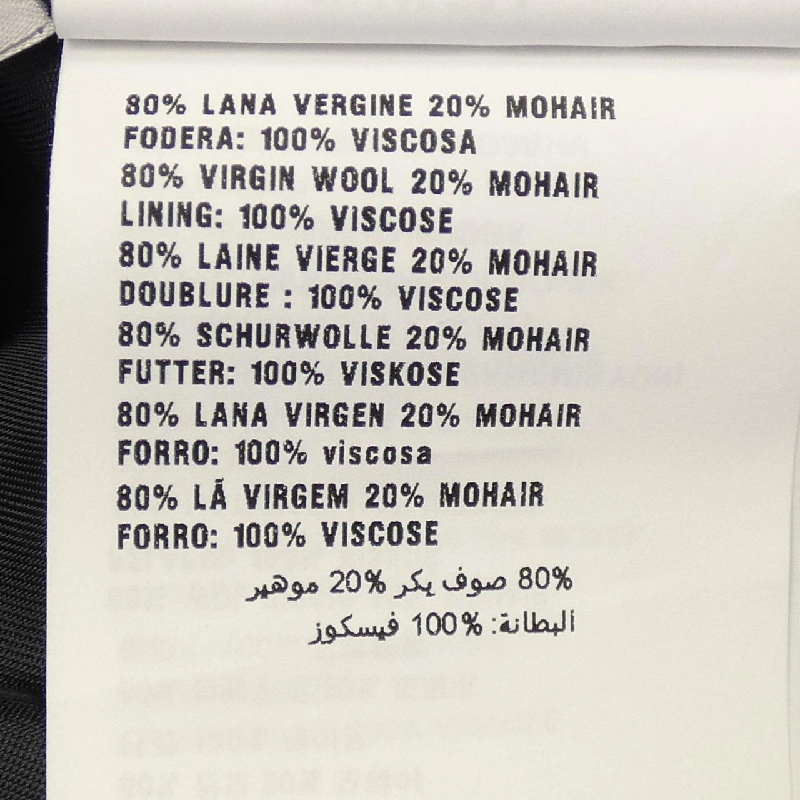 80% LANA VERGINE 20% MOHAIR
FODERA: 100% VISCOSA
80% VIRGIN WOOL 20% MOHAIR
LINING: 100% VISCOSE
80% LAINE VIERGE 20% MOHAIR
DOUBLURE : 100% VISCOSE
80% SCHURWOLLE 20% MOHAIR
FUTTER: 100% VISKOSE
80% LANA VIRGEN 20% MOHAIR
FORRO: 100% viscosa
80% LÃ VIRGEM 20% MOHAIR
FORRO: 100% VISCOSE
80% صوف بكر 20% موهير
البطانة: 100% فيسكوز